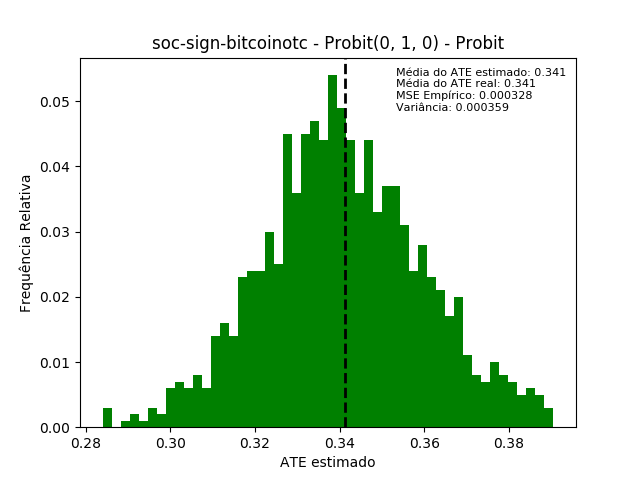 soc-sign-bitcoinotc - Probit(0, 1, 0) - Probit
Média do ATE estimado: 0.341
Média do ATE real: 0.341
MSE Empírico: 0.000328
Variância: 0.000359
Frequência Relativa
0.05
0.04
0.03
0.02
0.01
0.00
0.28 0.30 0.32 0.34 0.36 0.38
ATE estimado